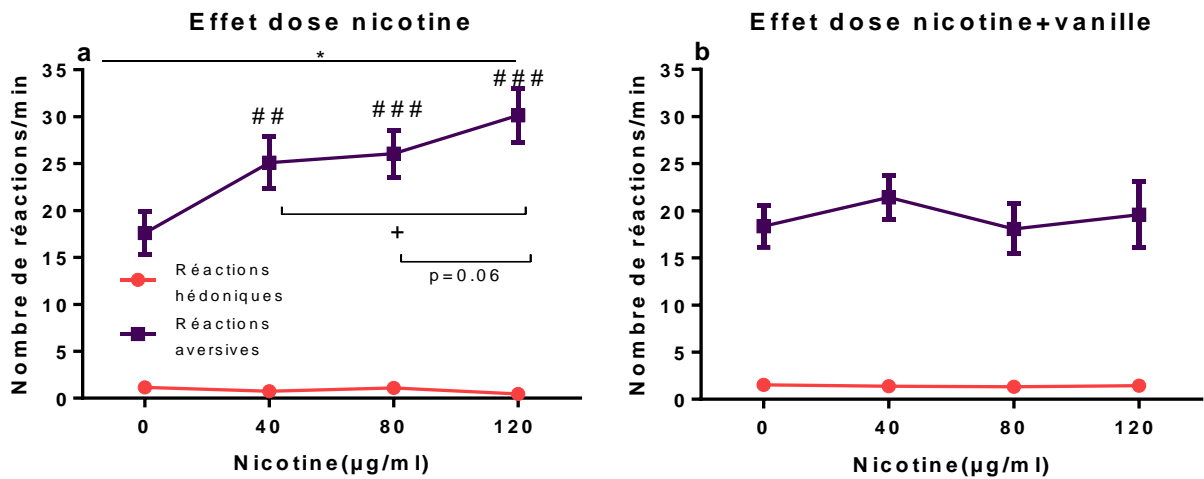 Effet dose nicotine
a
*
Nombre de réactions/min
35
30
25
20
15
10
5
0
##
###
###
+
p=0.06
Réactions
hédoniques
Réactions
aversives
0 40 80 120
Nicotine(µg/ml)
Effet dose nicotine+vanille
b
Nombre de réactions/min
35
30
25
20
15
10
5
0
0 40 80 120
Nicotine(µg/ml)